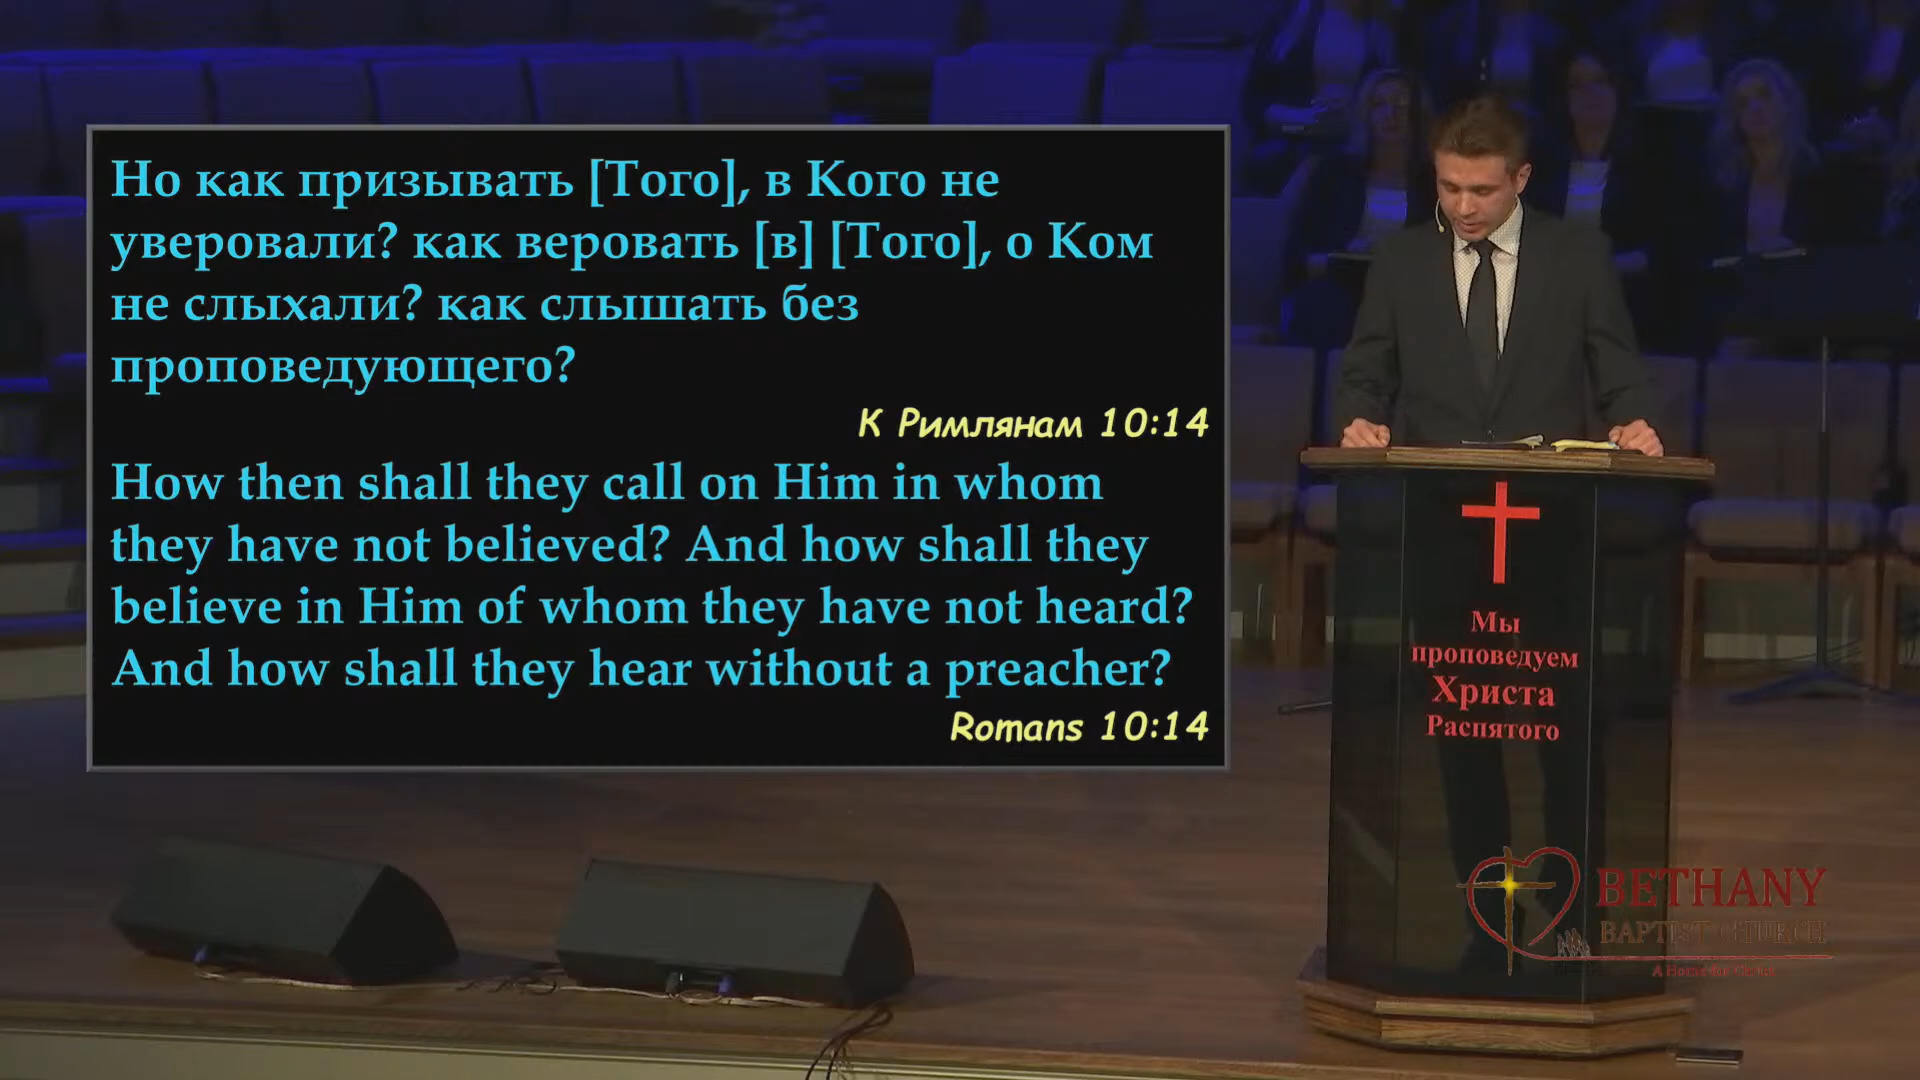 Но как призывать [Того], в Кого не
уверовали? как веровать [в] [Того], о Ком
не слыхали? как слышать без
проповедующего?
К Римлянам 10:14
How then shall they call on Him in whom
they have not believed? And how shall they
believe in Him of whom they have not heard?
And how shall they hear without a preacher?
Romans 10:14
Мы
проповедуем
Христа
Распятого
BETHANY
BAPTIST CHURCH